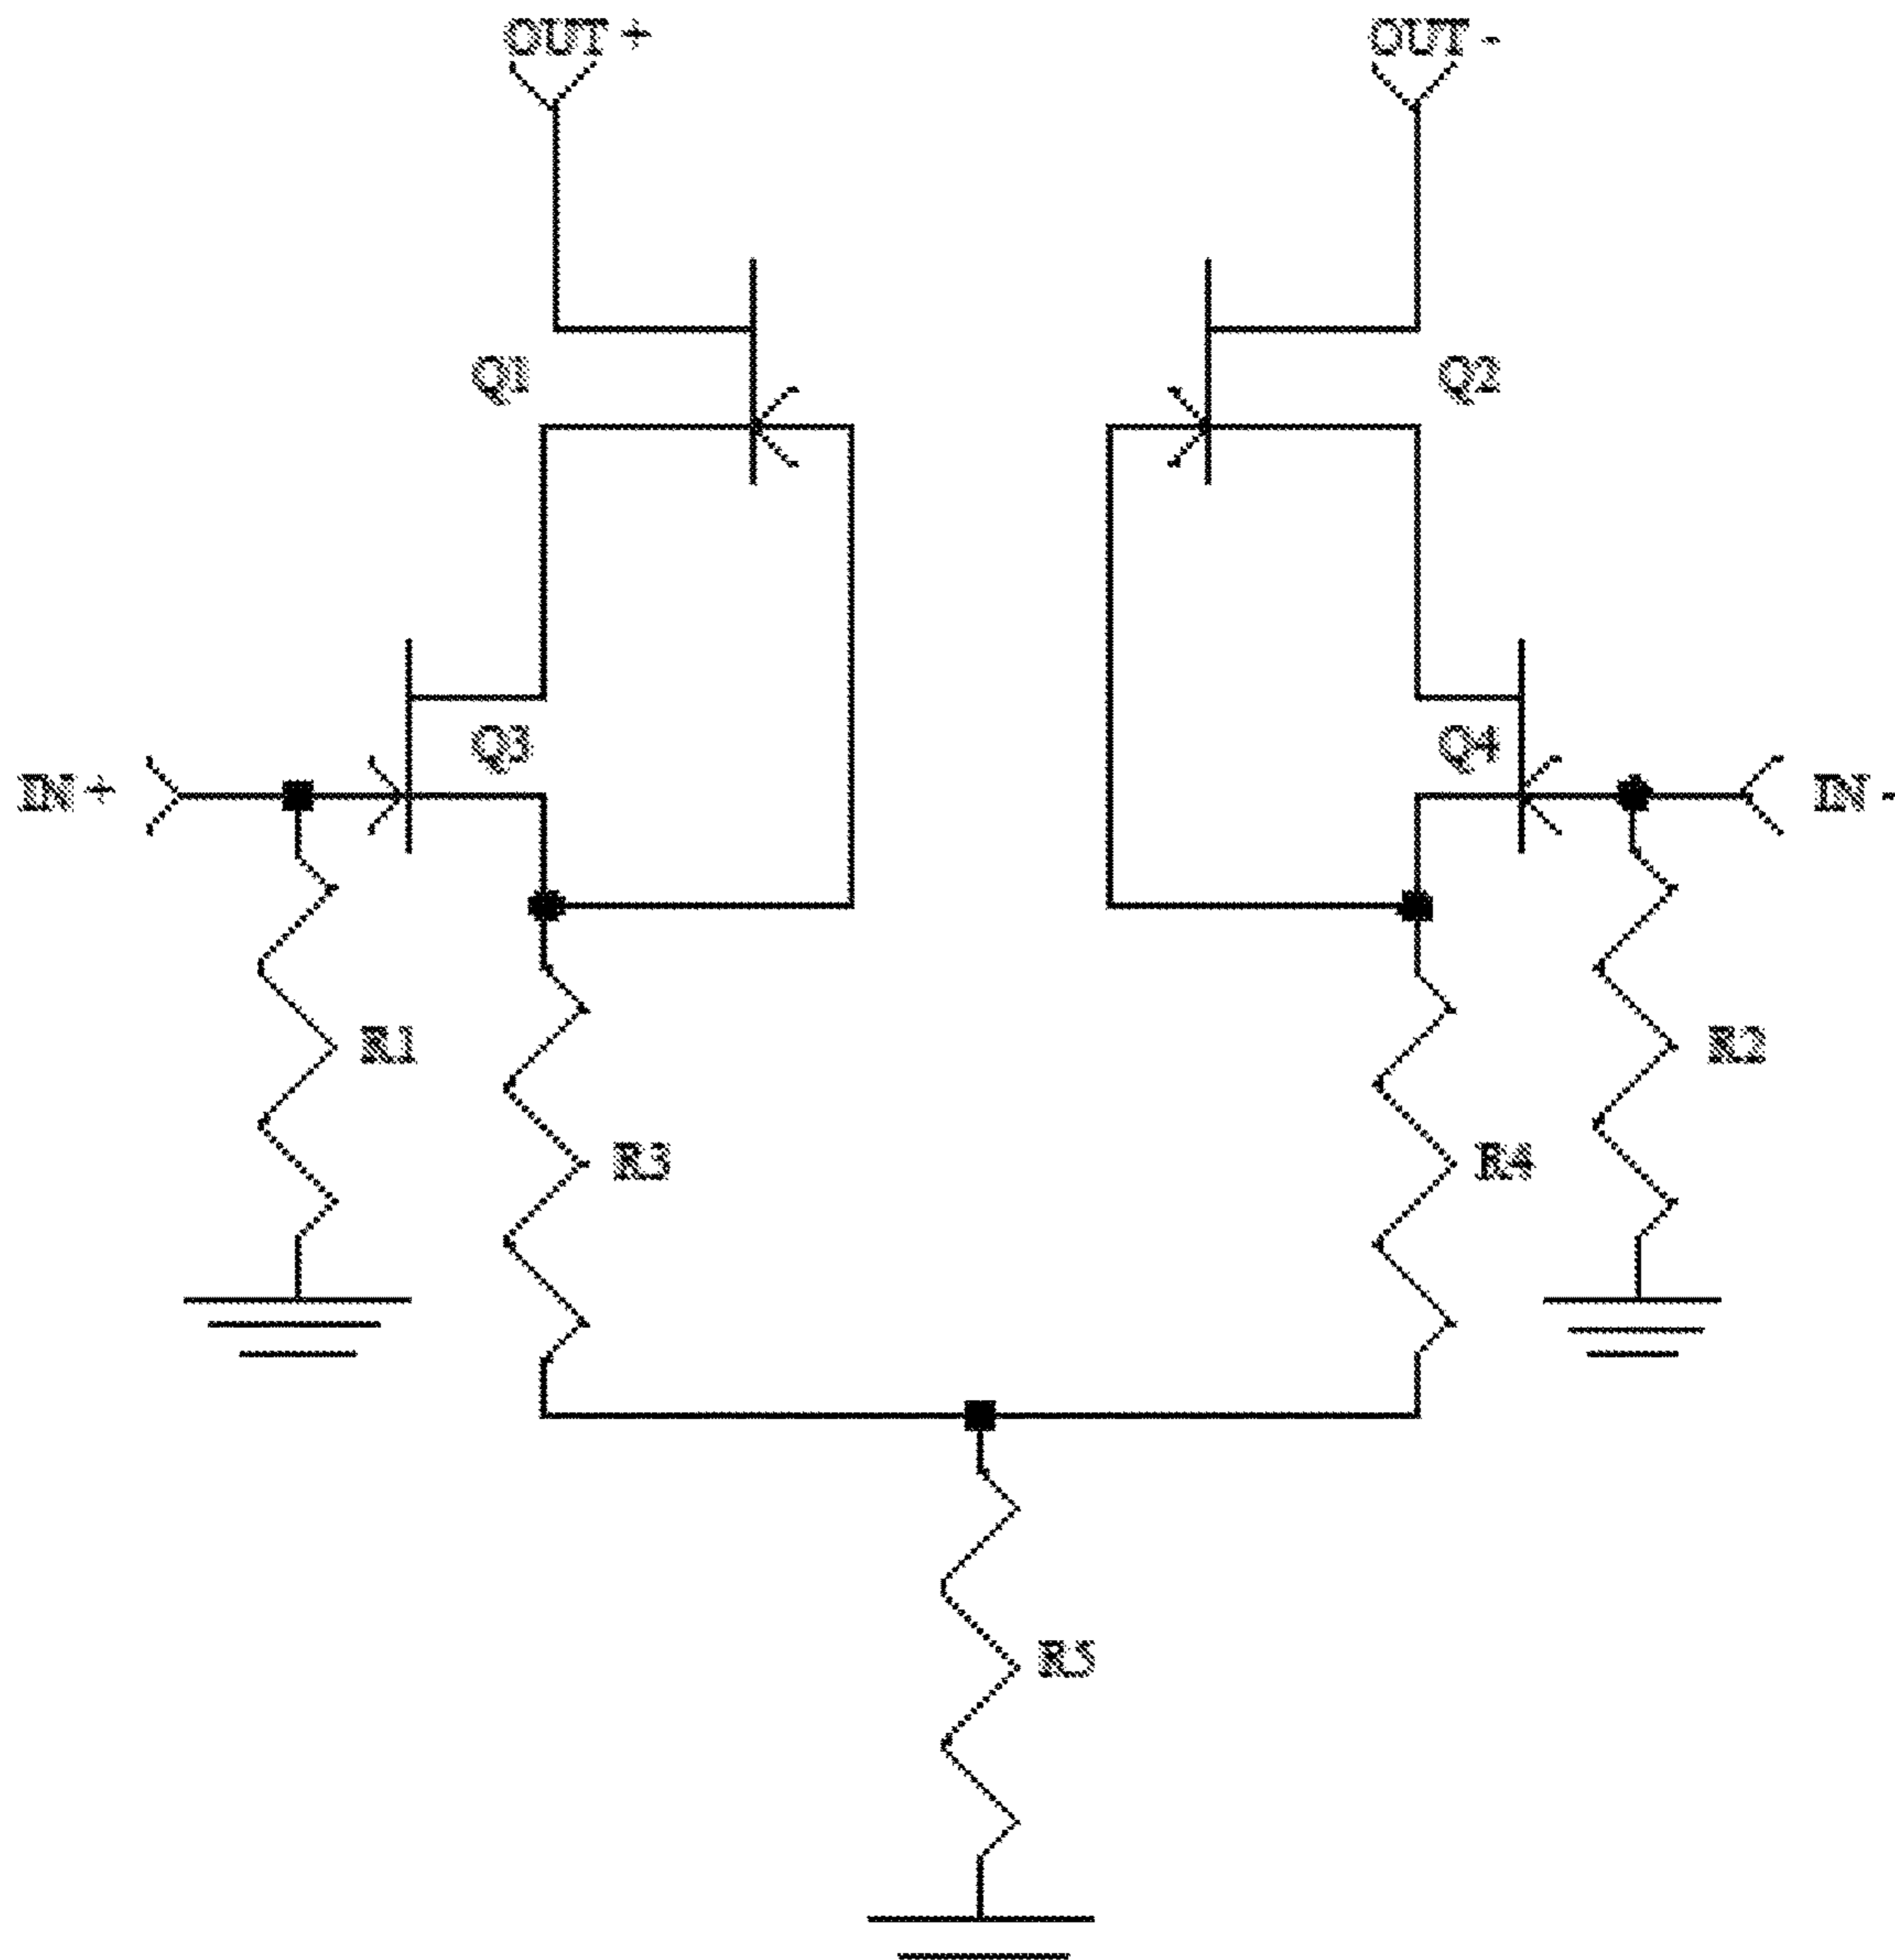 OUT + OUT -
Q1 Q2
Q3 Q4
IN + IN -
R1 R2
R3 R4
R5